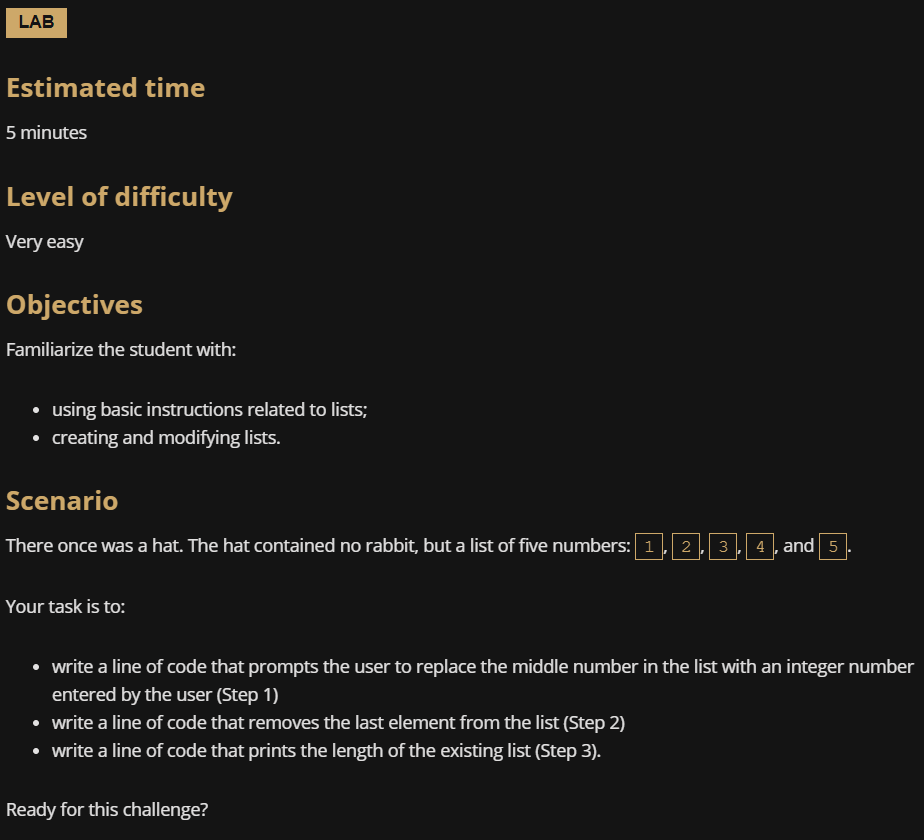 LAB
Estimated time
5 minutes
Level of difficulty
Very easy
Objectives
Familiarize the student with:
• using basic instructions related to lists;
• creating and modifying lists.
Scenario
There once was a hat. The hat contained no rabbit, but a list of five numbers: 1, 2, 3, 4, and 5.
Your task is to:
• write a line of code that prompts the user to replace the middle number in the list with an integer number
entered by the user (Step 1)
• write a line of code that removes the last element from the list (Step 2)
• write a line of code that prints the length of the existing list (Step 3).
Ready for this challenge?